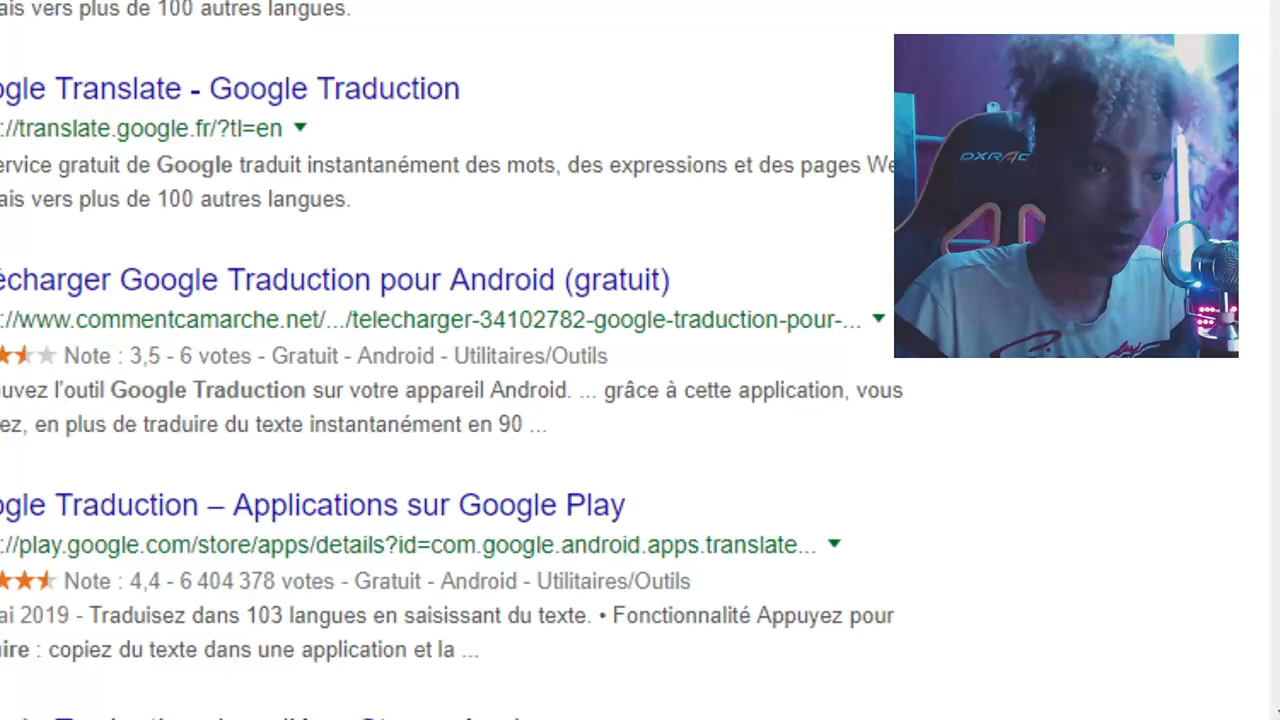 ais vers plus de 100 autres langues.
ogle Translate - Google Traduction
://translate.google.fr/?tl=en
ervice gratuit de Google traduit instantanément des mots, des expressions et des pages We
ais vers plus de 100 autres langues.
DXRAC
écharger Google Traduction pour Android (gratuit)
://www.commentcamarche.net/.../telecharger-34102782-google-traduction-pour-...
Note : 3,5 - 6 votes - Gratuit - Android - Utilitaires/Outils
uvez l'outil Google Traduction sur votre appareil Android. ... grâce à cette application, vous
ez, en plus de traduire du texte instantanément en 90 ...
ogle Traduction – Applications sur Google Play
://play.google.com/store/apps/details?id=com.google.android.apps.translate...
Note : 4,4 - 6 404 378 votes - Gratuit - Android - Utilitaires/Outils
ai 2019 - Traduisez dans 103 langues en saisissant du texte. • Fonctionnalité Appuyez pour
uire : copiez du texte dans une application et la ...